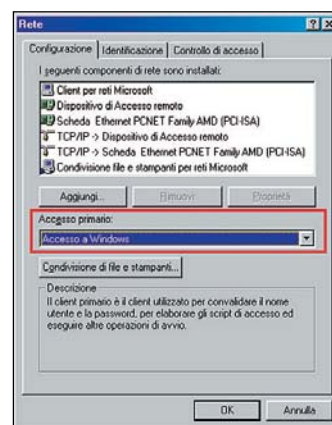 Rete
Configurazione Identificazione Controllo di accesso
I seguenti componenti di rete sono installati:
Client per reti Microsoft
Dispositivo di Accesso remoto
Scheda Ethernet PCNET Family AMD (PCI-ISA)
TCP/IP -> Dispositivo di Accesso remoto
TCP/IP -> Scheda Ethernet PCNET Family AMD (PCI-ISA)
Condivisione file e stampanti per reti Microsoft
Aggiungi... Rimuovi Proprietà
Accesso primario:
Accesso a Windows
Condivisione di file e stampanti...
Descrizione
Il client primario è il client utilizzato per convalidare il nome
utente e la password, per elaborare gli script di accesso ed
eseguire altre operazioni di avvio.
OK Annulla